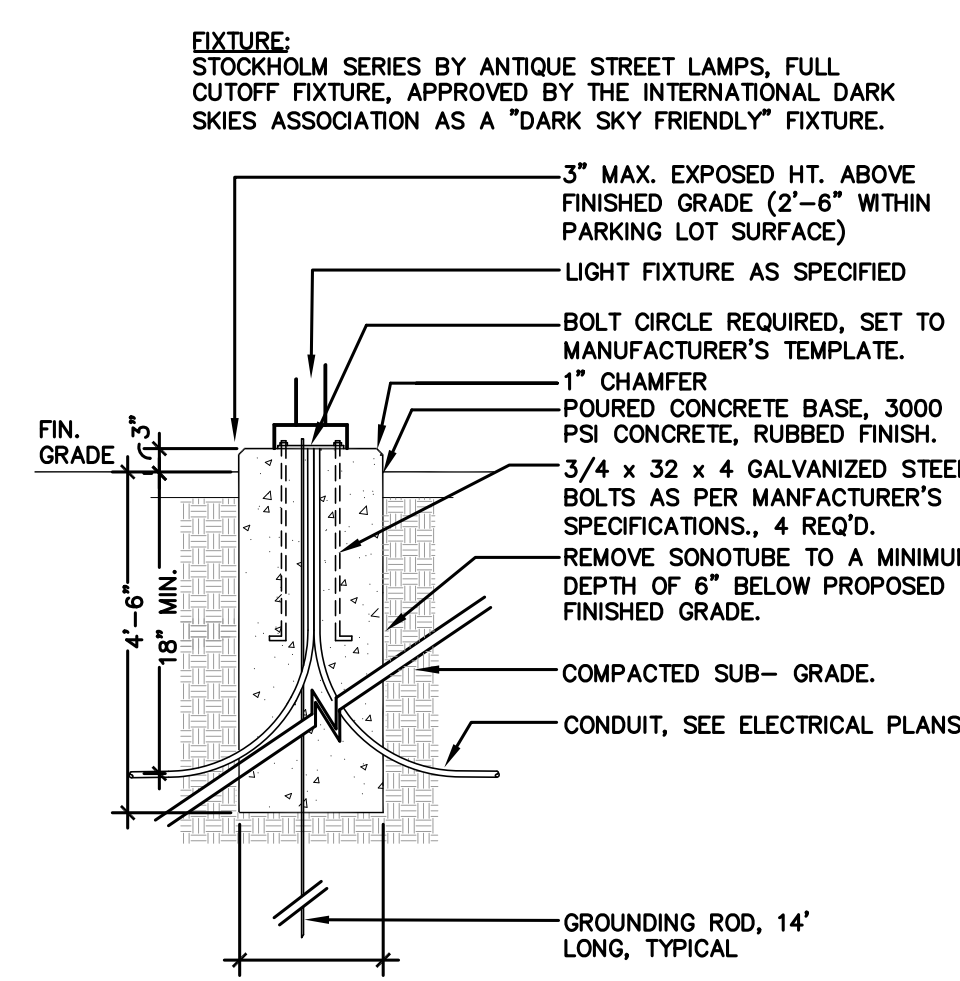 FIXTURE:
STOCKHOLM SERIES BY ANTIQUE STREET LAMPS, FULL
CUTOFF FIXTURE, APPROVED BY THE INTERNATIONAL DARK
SKIES ASSOCIATION AS A "DARK SKY FRIENDLY" FIXTURE.
3" MAX. EXPOSED HT. ABOVE
FINISHED GRADE (2'-6" WITHIN
PARKING LOT SURFACE)
LIGHT FIXTURE AS SPECIFIED
BOLT CIRCLE REQUIRED, SET TO
MANUFACTURER'S TEMPLATE.
1" CHAMFER
POURED CONCRETE BASE, 3000
PSI CONCRETE, RUBBED FINISH.
FIN.
GRADE
3"
3/4 x 32 x 4 GALVANIZED STEEL
BOLTS AS PER MANFACTURER'S
SPECIFICATIONS., 4 REQ'D.
REMOVE SONOTUBE TO A MINIMU
DEPTH OF 6" BELOW PROPOSED
FINISHED GRADE.
4'-6"
18" MIN.
COMPACTED SUB- GRADE.
CONDUIT, SEE ELECTRICAL PLANS
GROUNDING ROD, 14'
LONG, TYPICAL